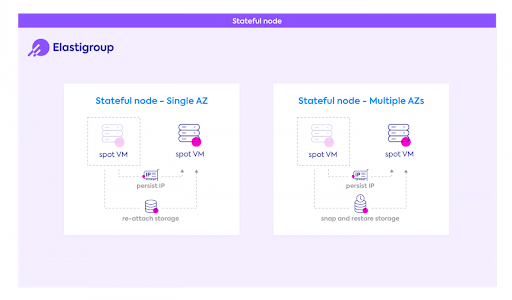 Stateful node
Elastigroup
Stateful node - Single AZ
spot VM
spot VM
IP
persist IP
re-attach storage
Stateful node - Multiple AZs
spot VM
spot VM
IP
persist IP
snap and restore storage